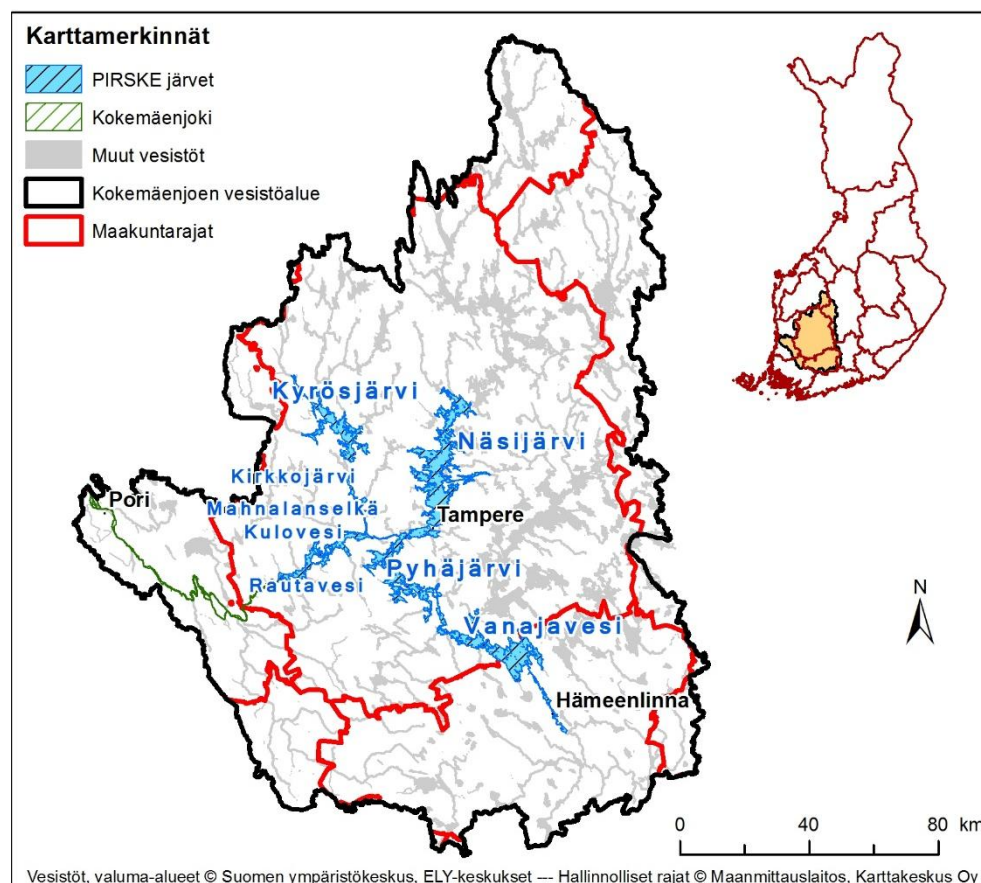 Karttamerkinnät
PIRSKE järvet
Kokemäenjoki
Muut vesistöt
Kokemäenjoen vesistöalue
Maakuntarajat
Kyrösjärvi
Näsijärvi
Kirkkojärvi
Pori
Mahnalanselkä
Tampere
Kulovesi
Rautavesi
Pyhäjärvi
Vanajavesi
Hämeenlinna
N
0 40 80 km
Vesistöt, valuma-alueet © Suomen ympäristökeskus, ELY-keskukset --- Hallinnolliset rajat © Maanmittauslaitos, Karttakeskus Oy